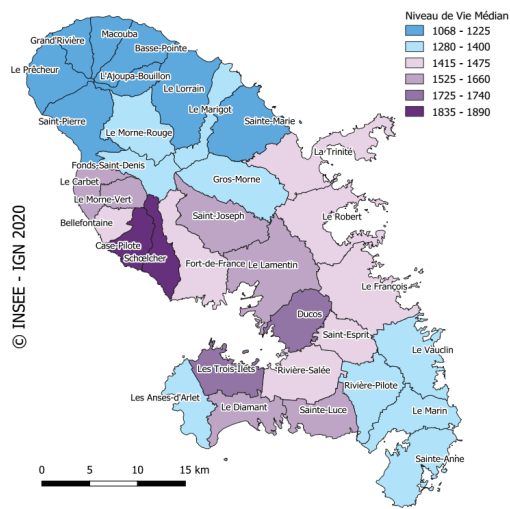 Niveau de Vie Médian
1068 - 1225
1280 - 1400
1415 - 1475
1525 - 1660
1725 - 1740
1835 - 1890
Macouba
Grand'Rivière
Basse-Pointe
Le Prêcheur
L'Ajoupa-Bouillon
Le Lorrain
Le Marigot
Saint-Pierre
Sainte-Marie
Le Morne-Rouge
La Trinité
Fonds-Saint-Denis
Le Carbet
Gros-Morne
Le Morne-Vert
Saint-Joseph
Le Robert
Bellefontaine
Case-Pilote
Schœlcher
Fort-de-France
Le Lamentin
Le François
Ducos
Saint-Esprit
Le Vauclin
Les Trois-Îlets
Rivière-Salée
Rivière-Pilote
Les Anses-d'Arlet
Le Diamant
Sainte-Luce
Le Marin
Sainte-Anne
0 5 10 15 km
© INSEE - IGN 2020